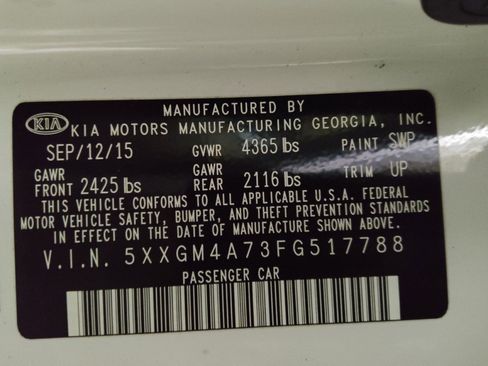 MANUFACTURED BY
KIA KIA MOTORS MANUFACTURING GEORGIA, INC.
SEP/12/15 GVWR 4365 lbs PAINT SWP
GAWR FRONT 2425 lbs GAWR REAR 2116 lbs TRIM UP
THIS VEHICLE CONFORMS TO ALL APPLICABLE U.S.A. FEDERAL
MOTOR VEHICLE SAFETY, BUMPER, AND THEFT PREVENTION STANDARDS
IN EFFECT ON THE DATE OF MANUFACTURE SHOWN ABOVE.
V.I.N. 5XXGM4A73FG517788
PASSENGER CAR